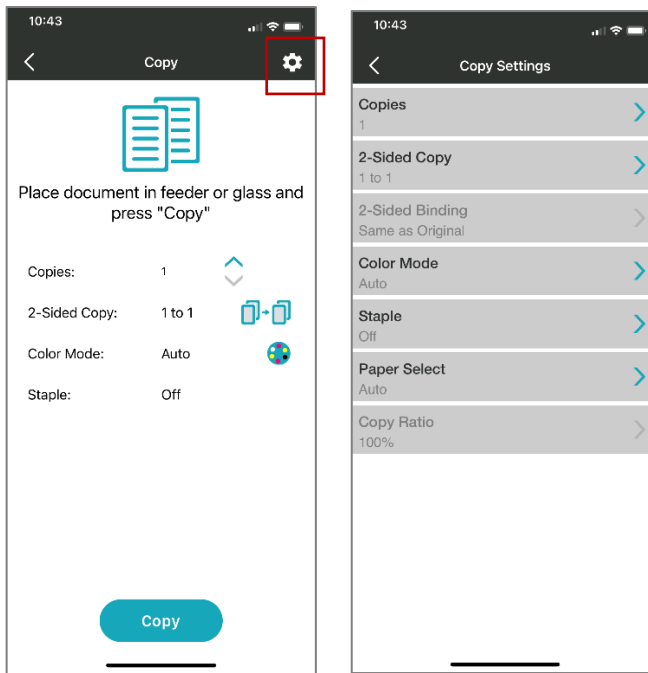 10:43
Copy
Place document in feeder or glass and
press "Copy"
Copies: 1
2-Sided Copy: 1 to 1
Color Mode: Auto
Staple: Off
Copy
10:43
Copy Settings
Copies
1
2-Sided Copy
1 to 1
2-Sided Binding
Same as Original
Color Mode
Auto
Staple
Off
Paper Select
Auto
Copy Ratio
100%